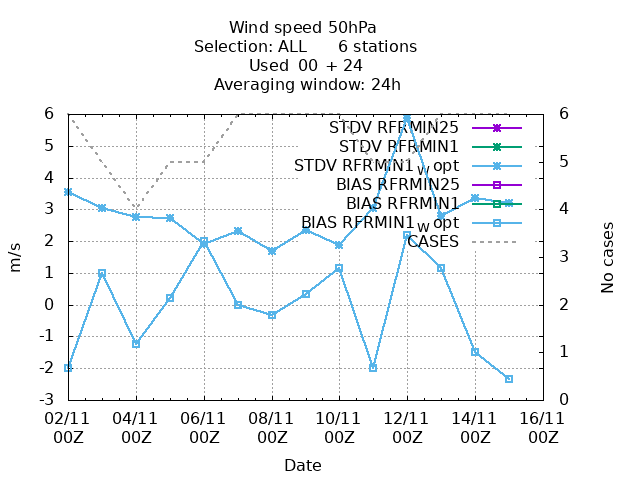 Wind speed 50hPa
Selection: ALL 6 stations
Used 00 + 24
Averaging window: 24h
6
5
4
3
2
1
0
-1
-2
-3
m/s
STDV RFRMIN25
STDV RFRMIN1
STDV RFRMIN1 w opt
BIAS RFRMIN25
BIAS RFRMIN1
BIAS RFRMIN1 w opt
CASES
6
5
4
3
2
1
0
No cases
02/11 04/11 06/11 08/11 10/11 12/11 14/11 16/11
00Z 00Z 00Z 00Z 00Z 00Z 00Z 00Z
Date